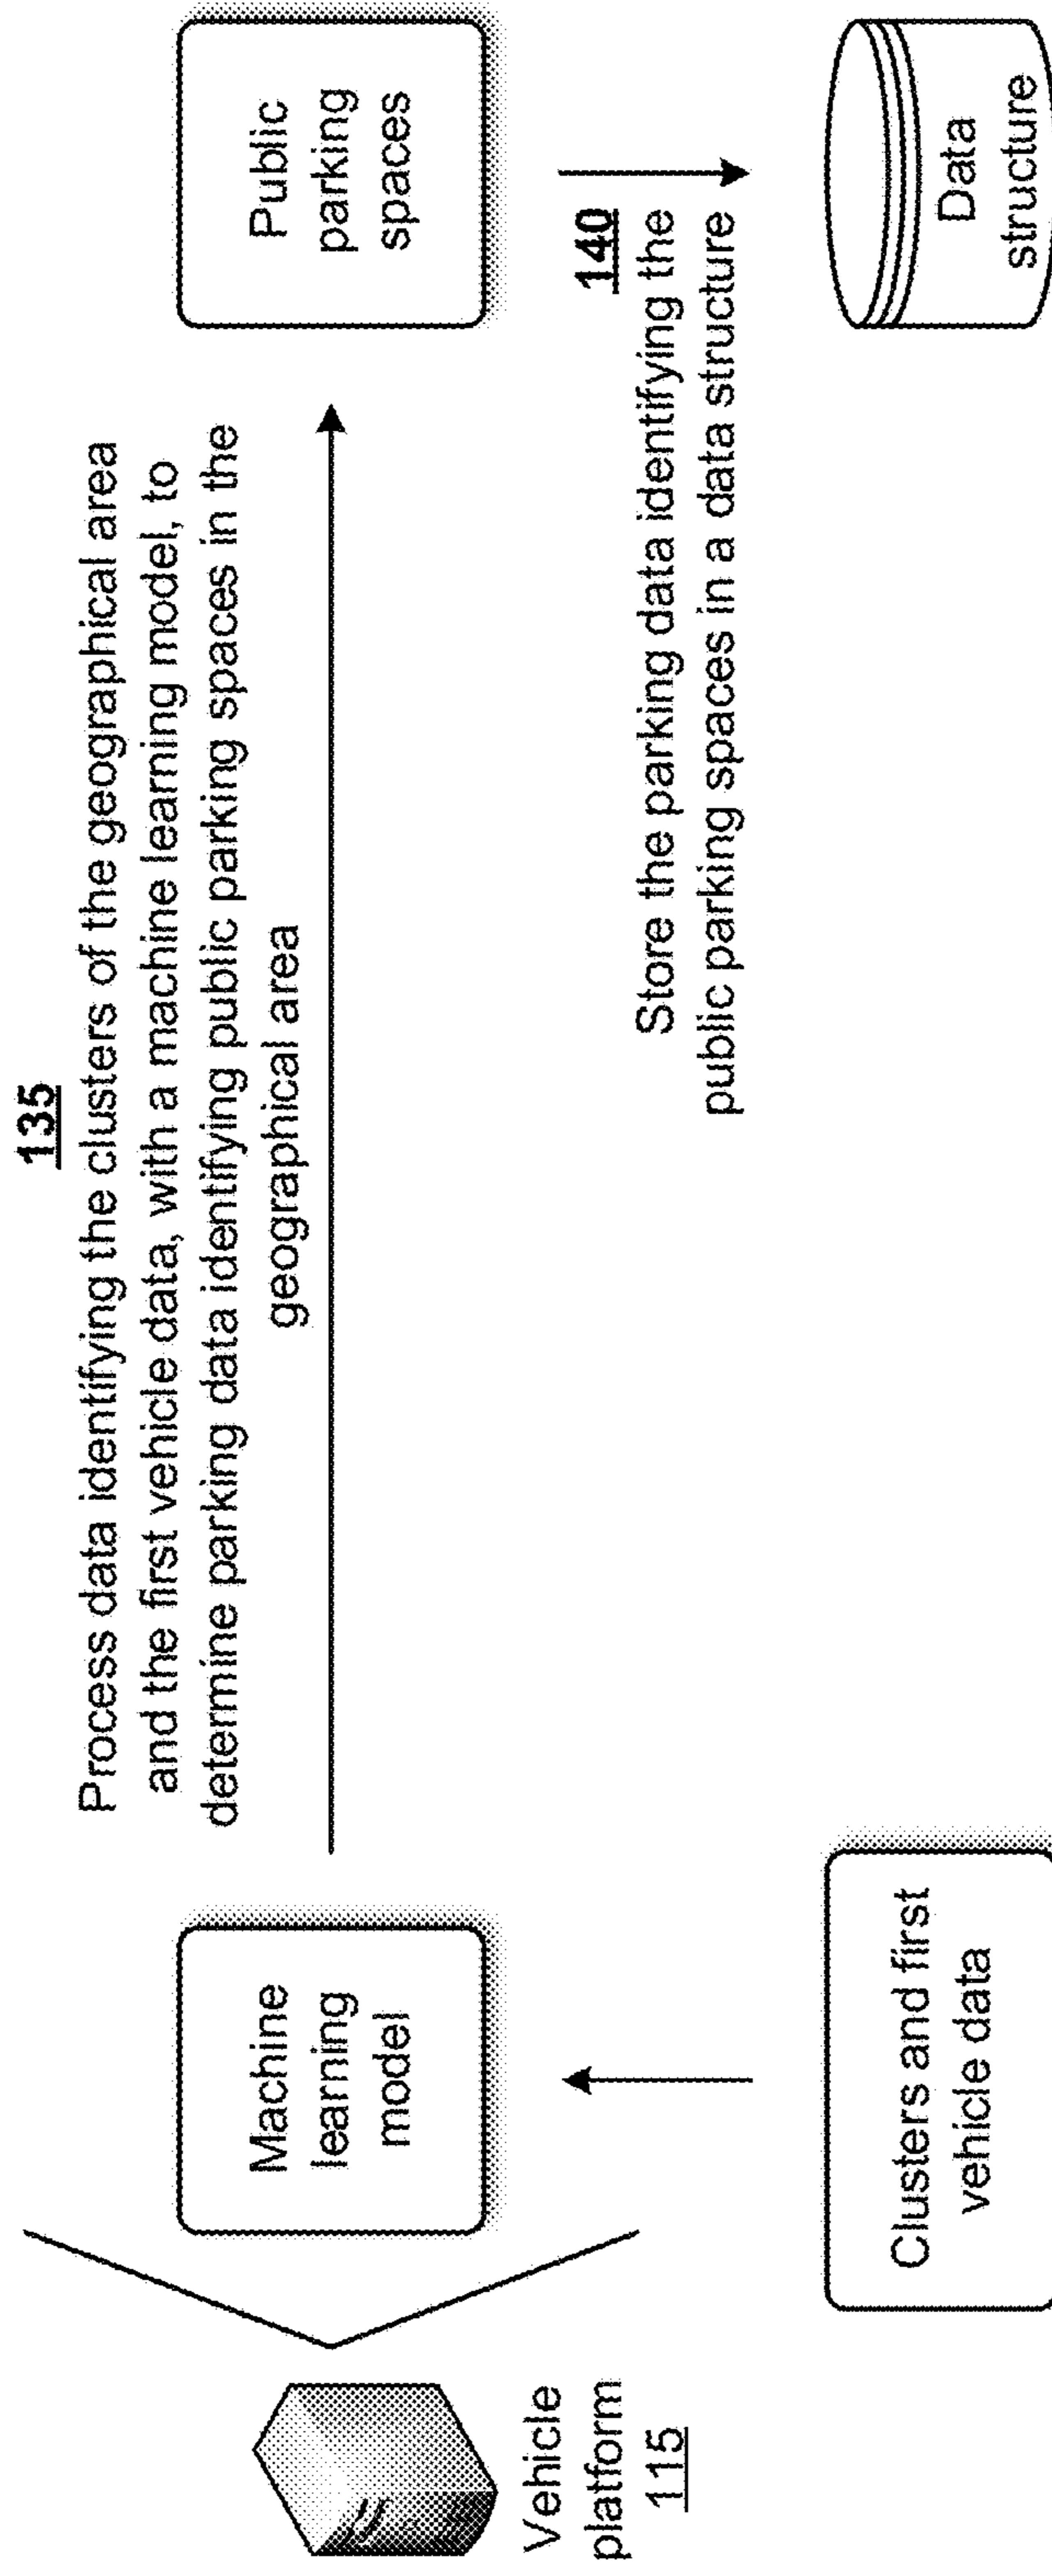 135
Process data identifying the clusters of the geographical area
and the first vehicle data, with a machine learning model, to
determine parking data identifying public parking spaces in the
geographical area
Vehicle
platform
115
Machine
learning
model
Public
parking
spaces
140
Store the parking data identifying the
public parking spaces in a data structure
Clusters and first
vehicle data
Data
structure